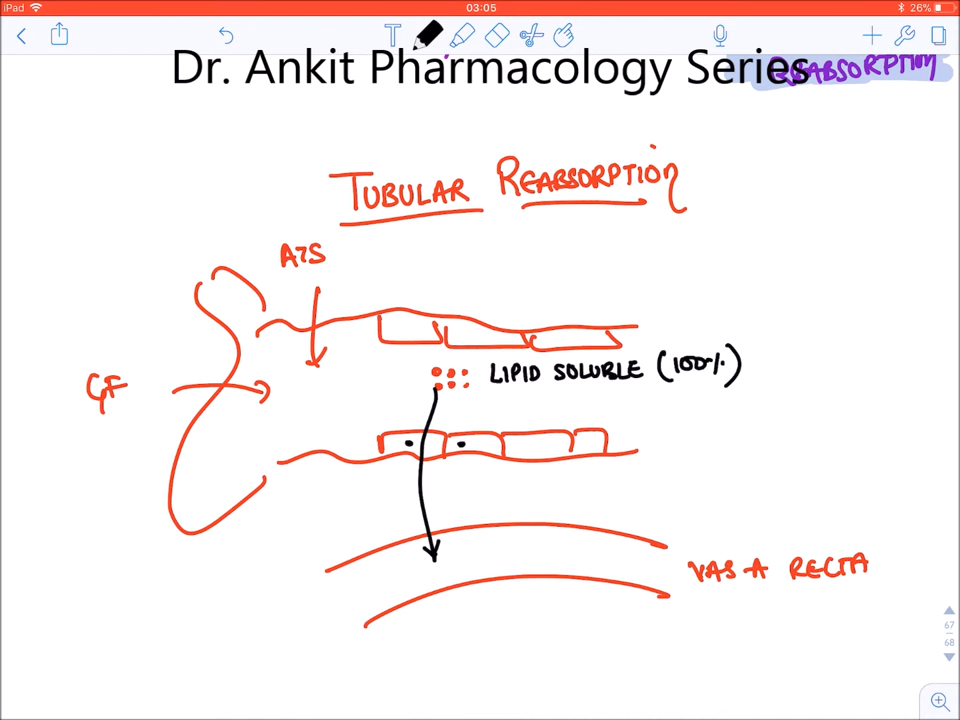 iPad
03:05
26%
T
Dr. Ankit Pharmacology Series
REABSORPTION
TUBULAR REABSORPTION
ATS
LIPID SOLUBLE (100%)
GF
VASA RECTA
67
68